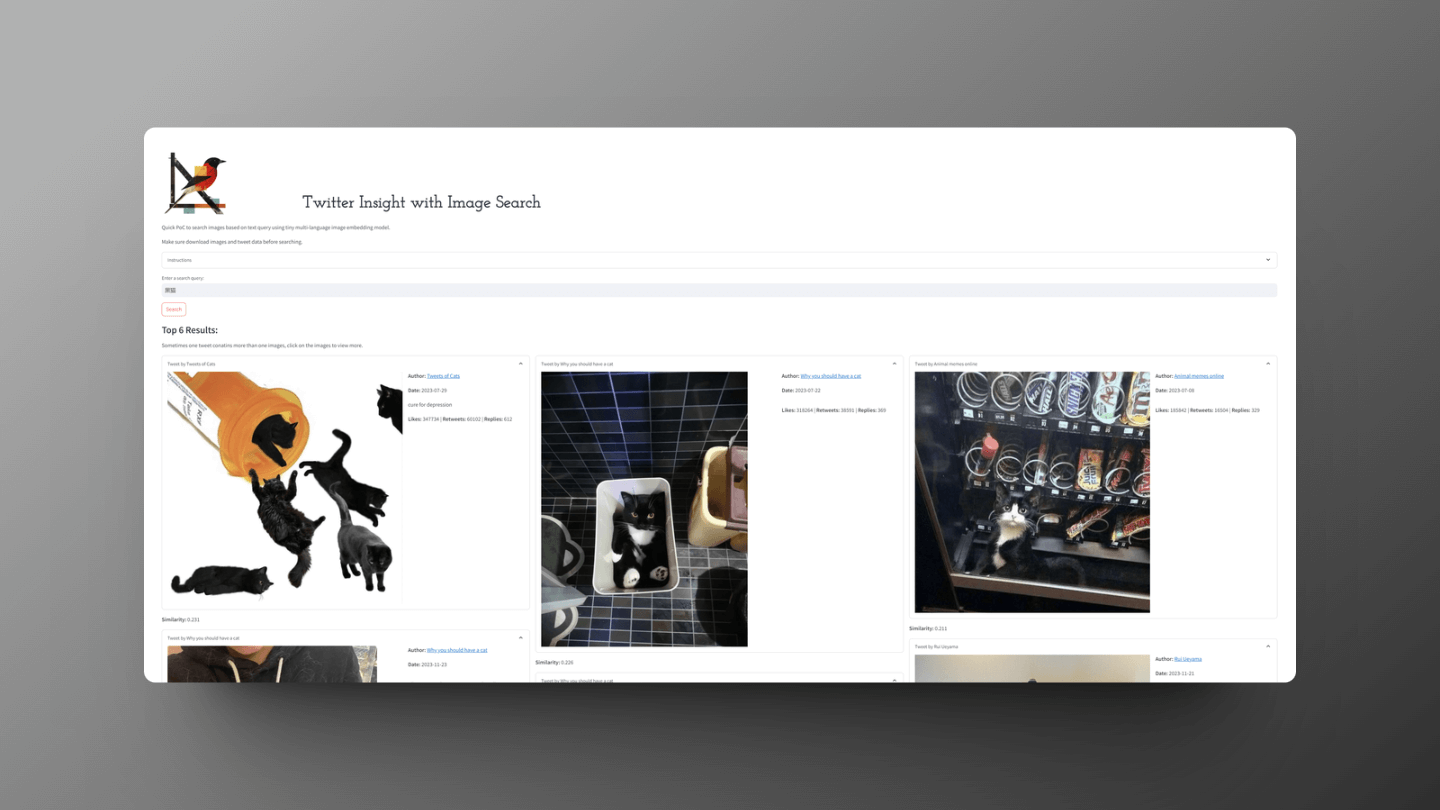 Twitter Insight with Image Search
Quick PoC to search images based on text query using tiny multi-language image embedding model.
Make sure download images and tweet data before searching.
Instructions
Enter a search query:
黑猫
Search
Top 6 Results:
Sometimes one tweet conatins more than one images, click on the images to view more.
Tweet by Tweets of Cats
Author: Tweets of Cats
Date: 2023-07-29
cure for depression
Likes: 347734 | Retweets: 60102 | Replies: 612
Similarity: 0.231
Tweet by Why you should have a cat
Author: Why you should have a cat
Date: 2023-07-22
Likes: 319264 | Retweets: 38391 | Replies: 369
Similarity: 0.226
Tweet by Animal memes online
Author: Animal memes online
Date: 2023-07-08
Likes: 185842 | Retweets: 16504 | Replies: 329
Similarity: 0.211
Tweet by Why you should have a cat
Author: Why you should have a cat
Date: 2023-11-23
Tweet by Why you should have a cat
Tweet by Rui Ueyama
Author: Rui Ueyama
Date: 2023-11-21